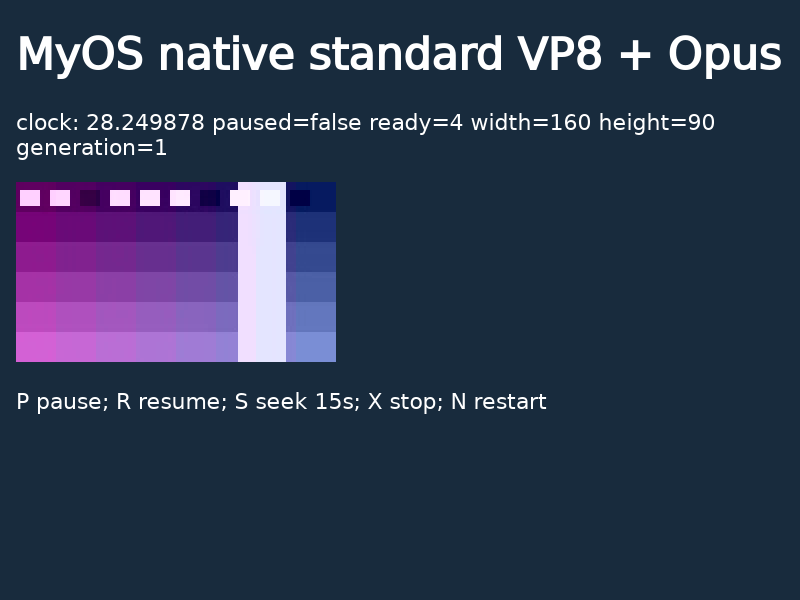 MyOS native standard VP8 + Opus
clock: 28.249878 paused=false ready=4 width=160 height=90
generation=1
P pause; R resume; S seek 15s; X stop; N restart